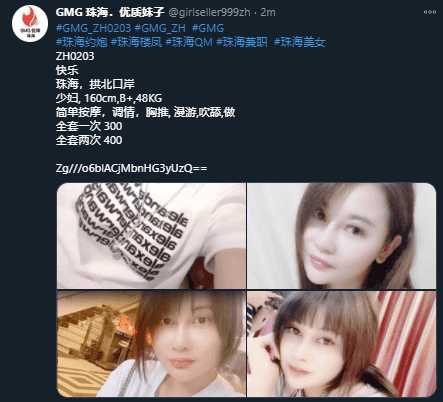 GMG 珠海．优质妹子 @girlseller999zh · 2m
#GMG_ZH0203 #GMG_ZH #GMG
#珠海约炮 #珠海楼凤 #珠海QM #珠海兼职 #珠海美女
ZH0203
快乐
珠海，拱北口岸
少妇, 160cm,B+,48KG
简单按摩，调情，胸推, 漫游,吹舔,做
全套一次 300
全套两次 400
Zg///o6blACjMbnHG3yUzQ==